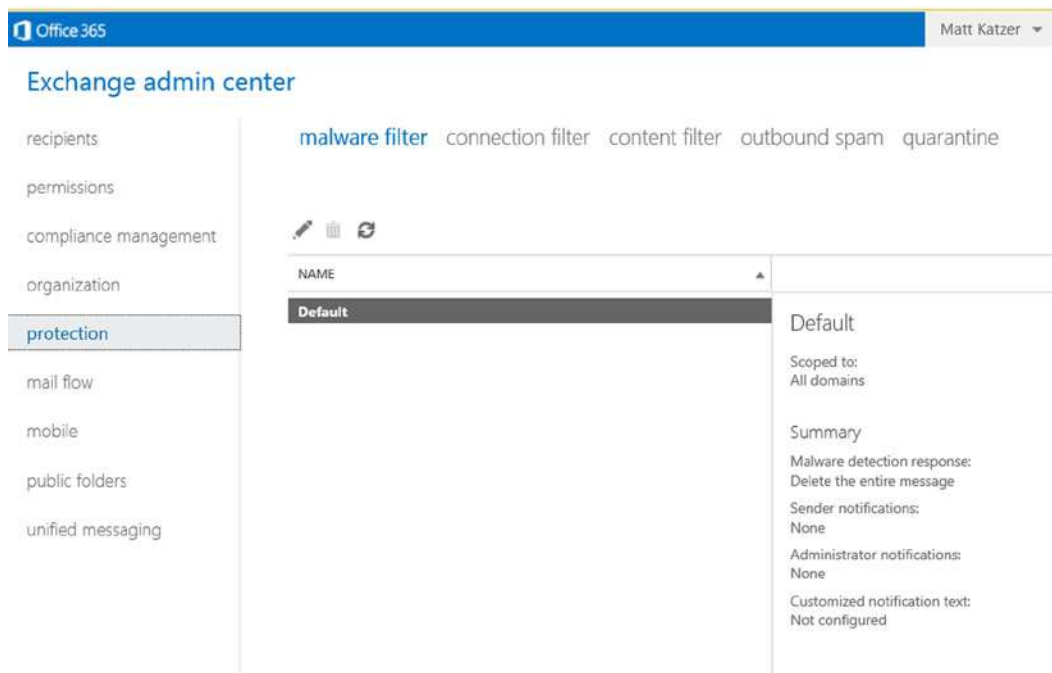 Office 365
Matt Katzer
Exchange admin center
recipients
permissions
compliance management
organization
protection
mail flow
mobile
public folders
unified messaging
malware filter connection filter content filter outbound spam quarantine
NAME
Default
Default
Scoped to:
All domains
Summary
Malware detection response:
Delete the entire message
Sender notifications:
None
Administrator notifications:
None
Customized notification text:
Not configured